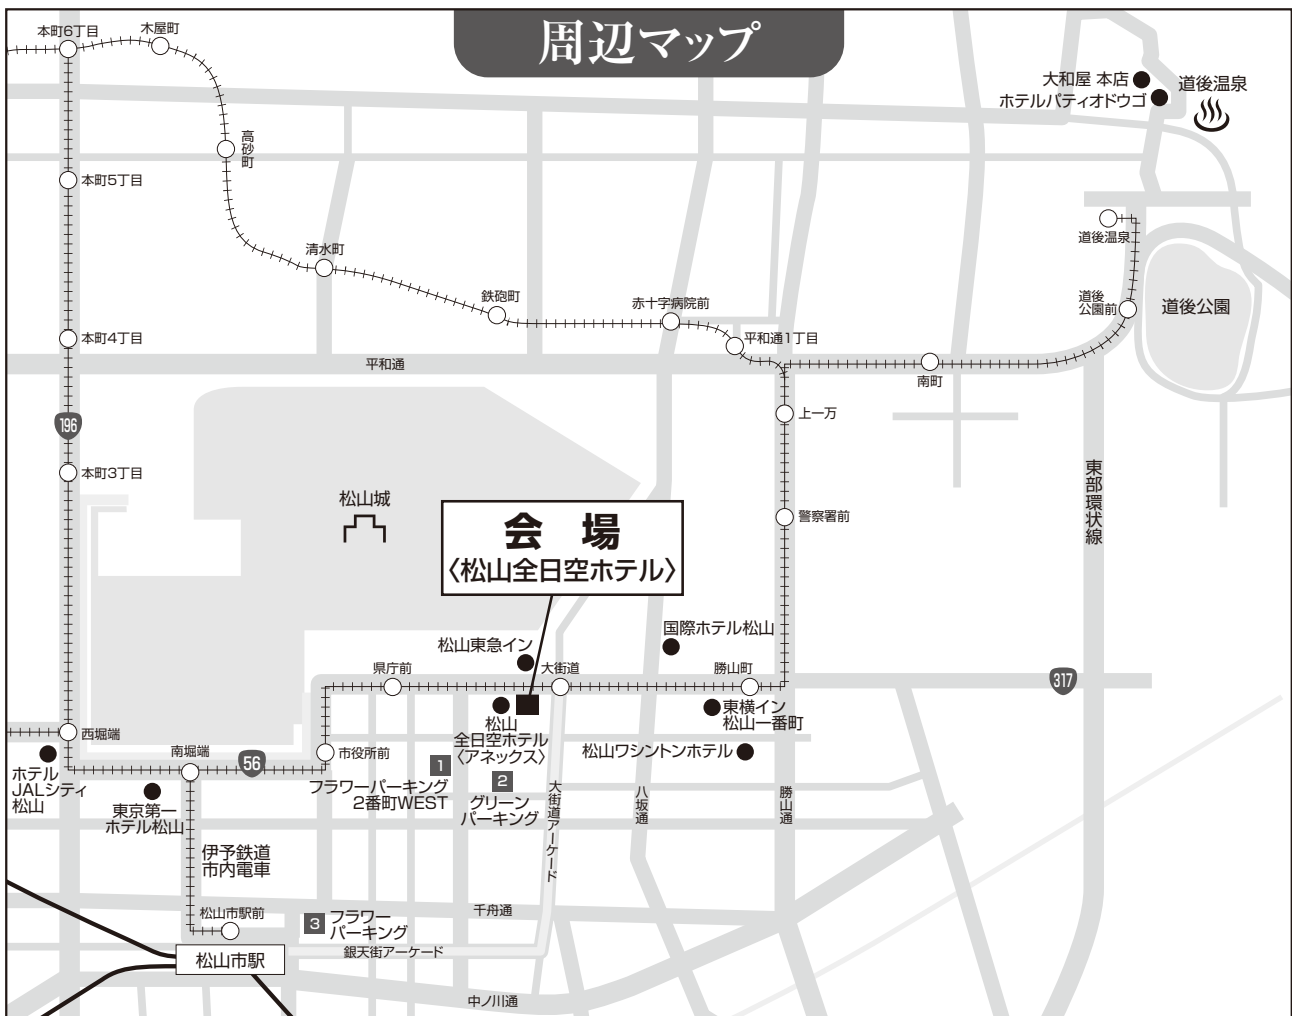 周辺マップ
本町6丁目
木屋町
大和屋 本店
道後温泉
ホテルパティオドウゴ
高砂町
本町5丁目
道後温泉
清水町
鉄砲町
赤十字病院前
道後
公園前
道後公園
本町4丁目
平和通1丁目
平和通
南町
196
上一万
本町3丁目
東部環状線
松山城
会 場
〈松山全日空ホテル〉
警察署前
国際ホテル松山
松山東急イン
県庁前
大街道
勝山町
317
西堀端
松山
全日空ホテル
〈アネックス〉
東横イン
松山一番町
南堀端
56
市役所前
松山ワシントンホテル
ホテル
JALシティ
松山
1
フラワーパーキング
2番町WEST
2
グリーン
パーキング
東京第一
ホテル松山
大街道アーケード
八坂通
勝山通
伊予鉄道
市内電車
松山市駅前
3
フラワー
パーキング
千舟通
銀天街アーケード
松山市駅
中ノ川通